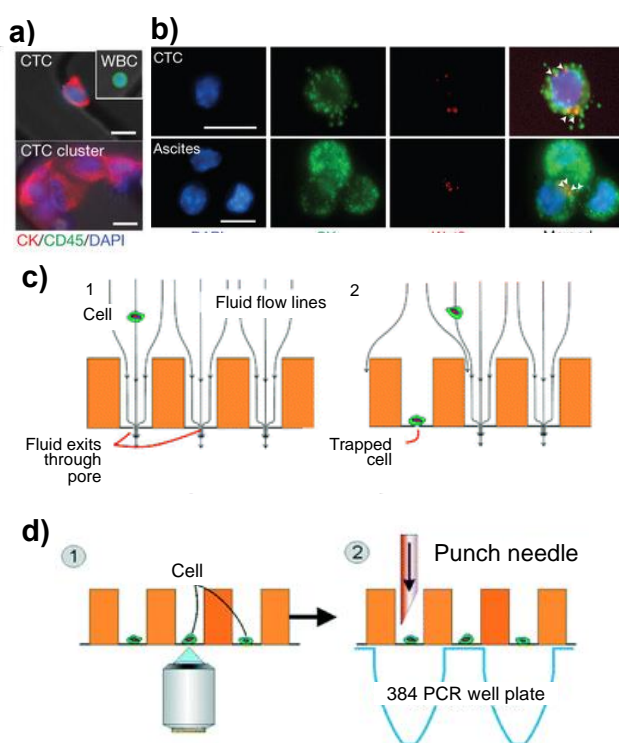 a)
CTC
WBC
CTC cluster
CK/CD45/DAPI
b)
CTC
Ascites
c)
1
Cell
Fluid flow lines
2
Fluid exits
through
pore
Trapped
cell
d)
1
Cell
2
Punch needle
384 PCR well plate